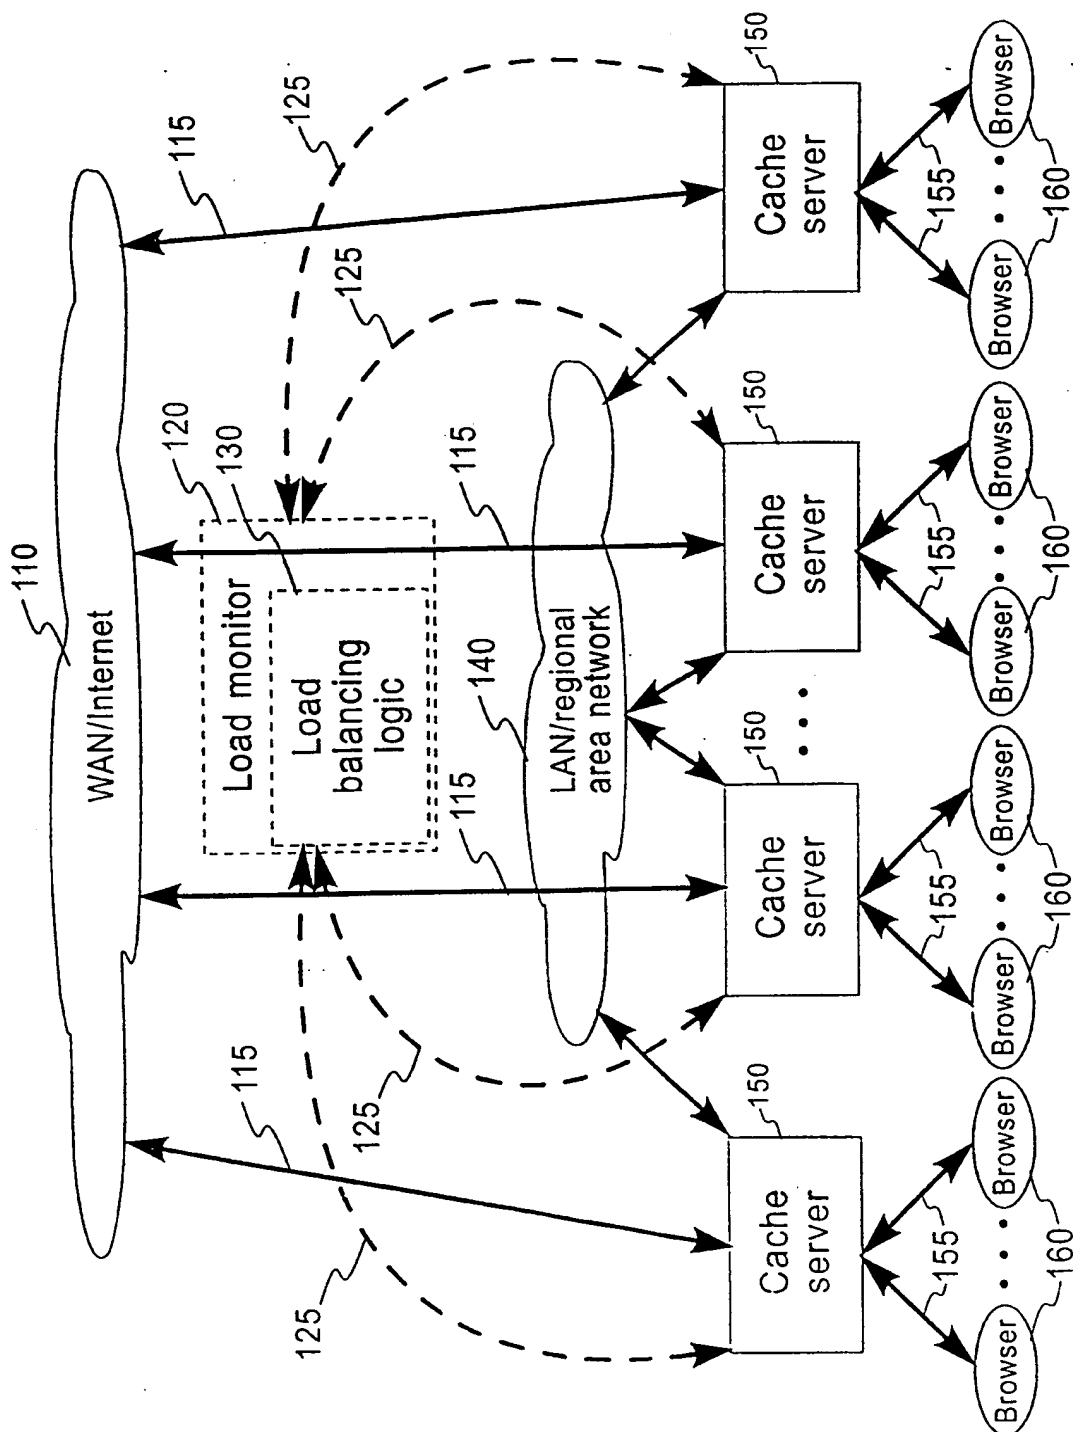 110
WAN/Internet
115
115
115
115
125
125
125
125
120
Load monitor
130
Load
balancing
logic
140
LAN/regional
area network
150
Cache
server
150
Cache
server
• • •
150
Cache
server
150
Cache
server
155
155
155
155
Browser • • • Browser
Browser • • • Browser
Browser • • • Browser
Browser • • • Browser
160
160
160
160